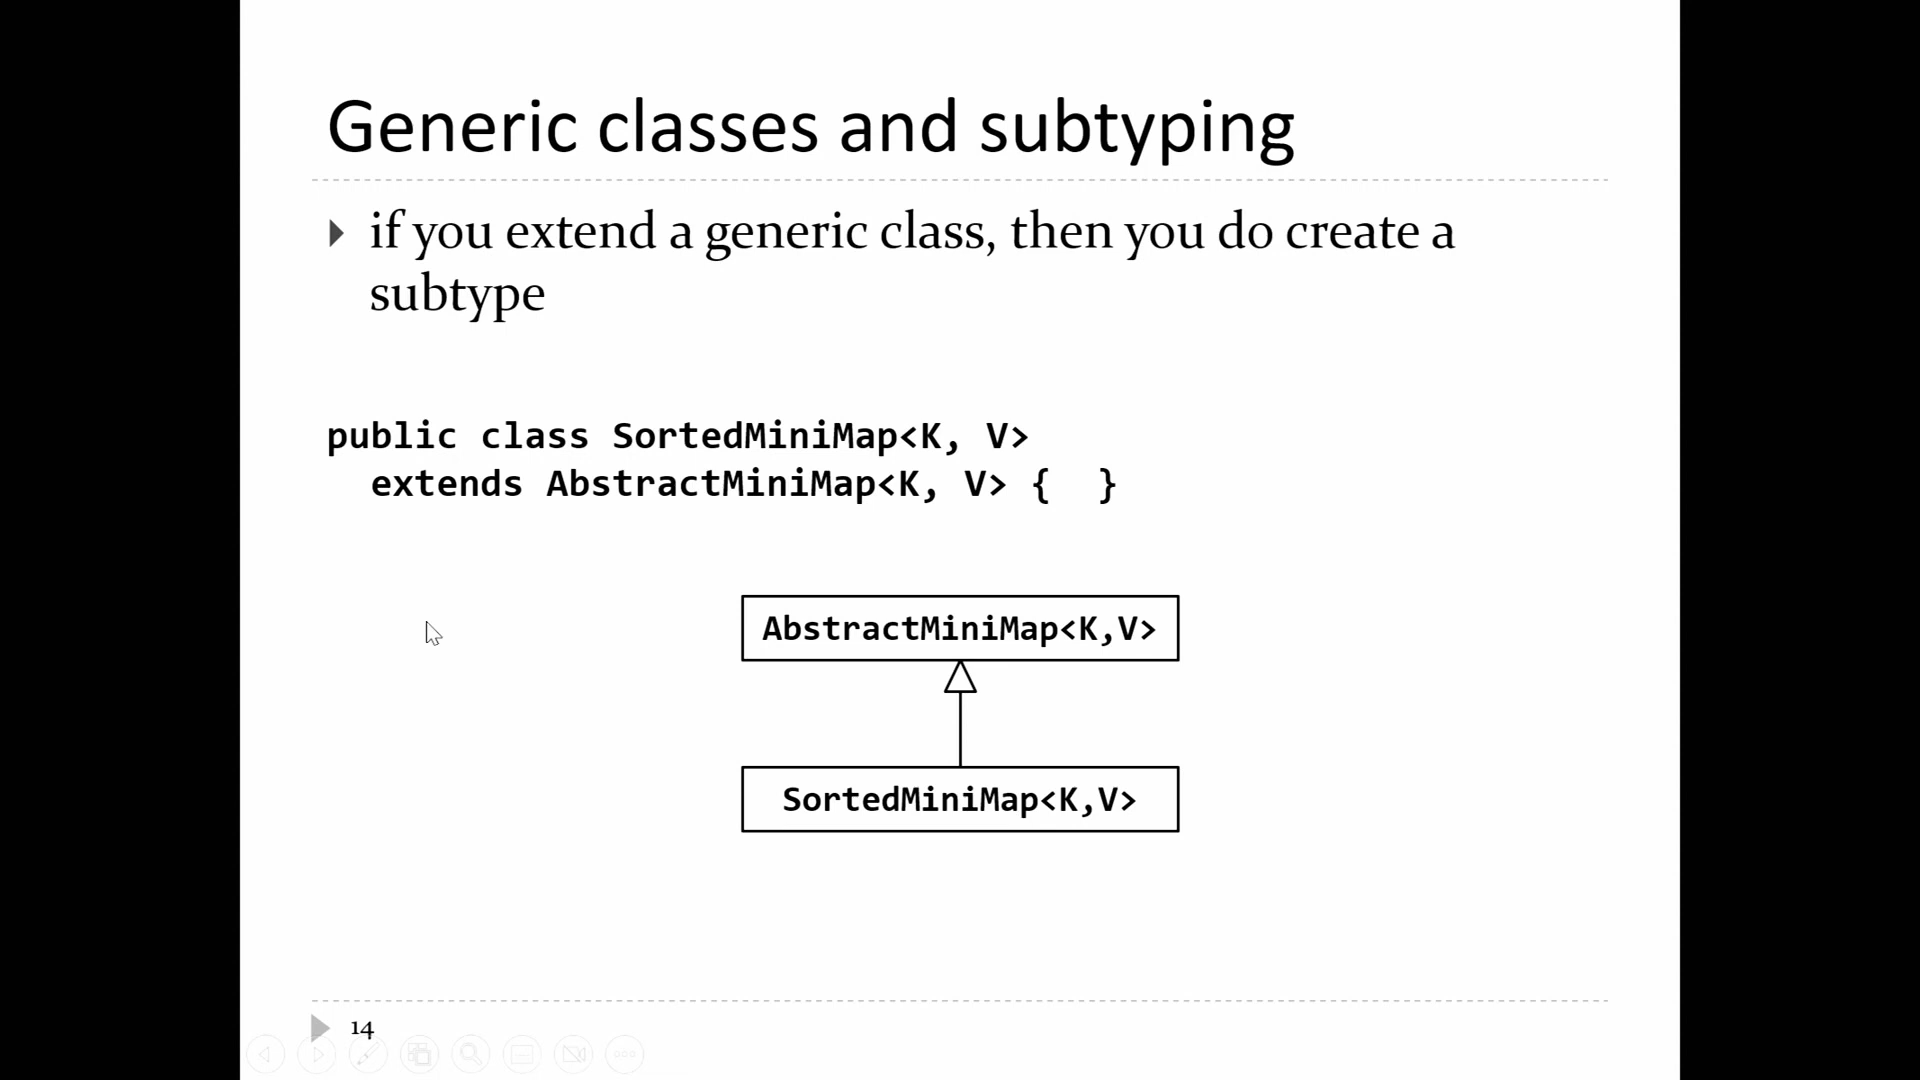 Generic classes and subtyping
if you extend a generic class, then you do create a
subtype
public class SortedMiniMap<K, V>
extends AbstractMiniMap<K, V> {  }
AbstractMiniMap<K,V>
SortedMiniMap<K,V>
14